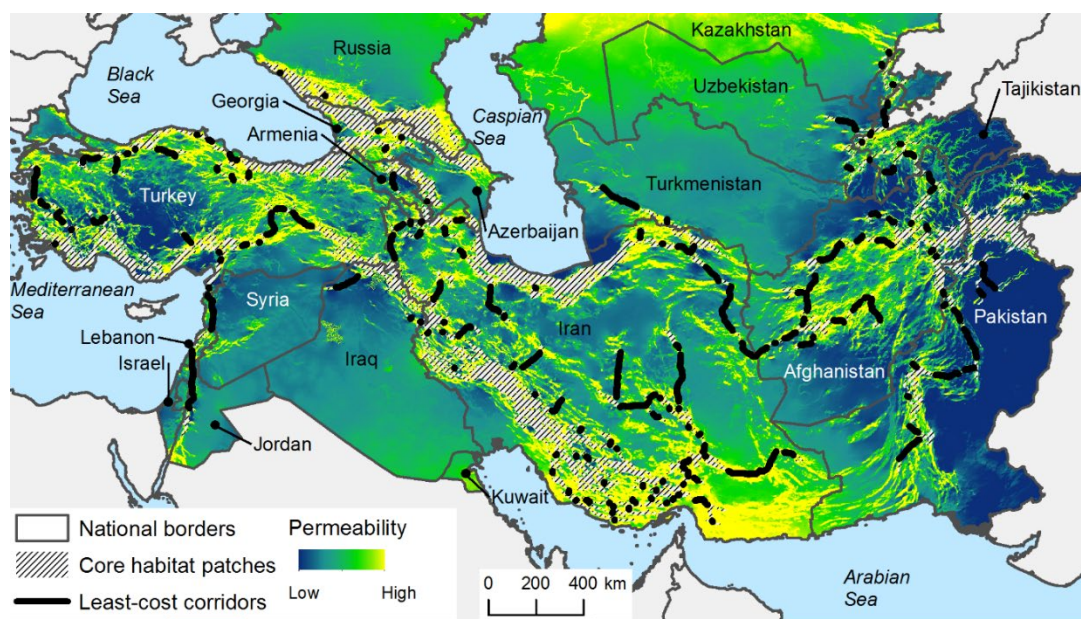 Kazakhstan
Russia
Black
Sea
Uzbekistan
Tajikistan
Georgia
Caspian
Sea
Armenia
Turkey
Turkmenistan
Azerbaijan
Mediterranean
Sea
Syria
Lebanon
Iran
Pakistan
Israel
Iraq
Afghanistan
Jordan
Kuwait
National borders
Permeability
Core habitat patches
Low
High
0 200 400 km
Least-cost corridors
Arabian
Sea